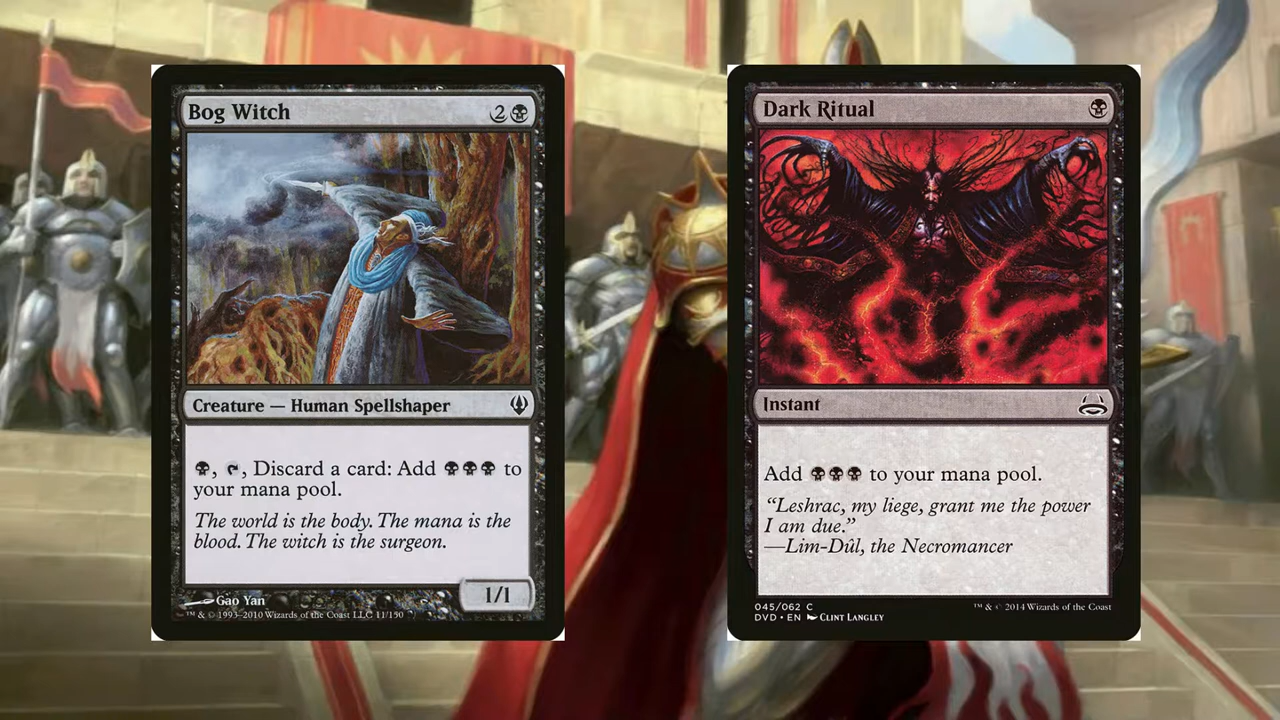 Bog Witch 2
Creature — Human Spellshaper
, , Discard a card: Add to
your mana pool.
The world is the body. The mana is the
blood. The witch is the surgeon.
1/1
Gao Yan
™ & © 1993–2010 Wizards of the Coast LLC 11/150
Dark Ritual
Instant
Add to your mana pool.
“Leshrac, my liege, grant me the power
I am due.”
—Lim-Dûl, the Necromancer
045/062 C
™ & © 2014 Wizards of the Coast
DVD • EN CLINT LANGLEY